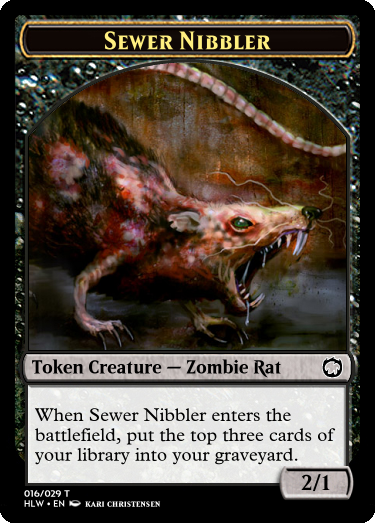 Sewer Nibbler
Token Creature — Zombie Rat
When Sewer Nibbler enters the
battlefield, put the top three cards of
your library into your graveyard.
2/1
016/029 T
HLW • EN Kari Christensen